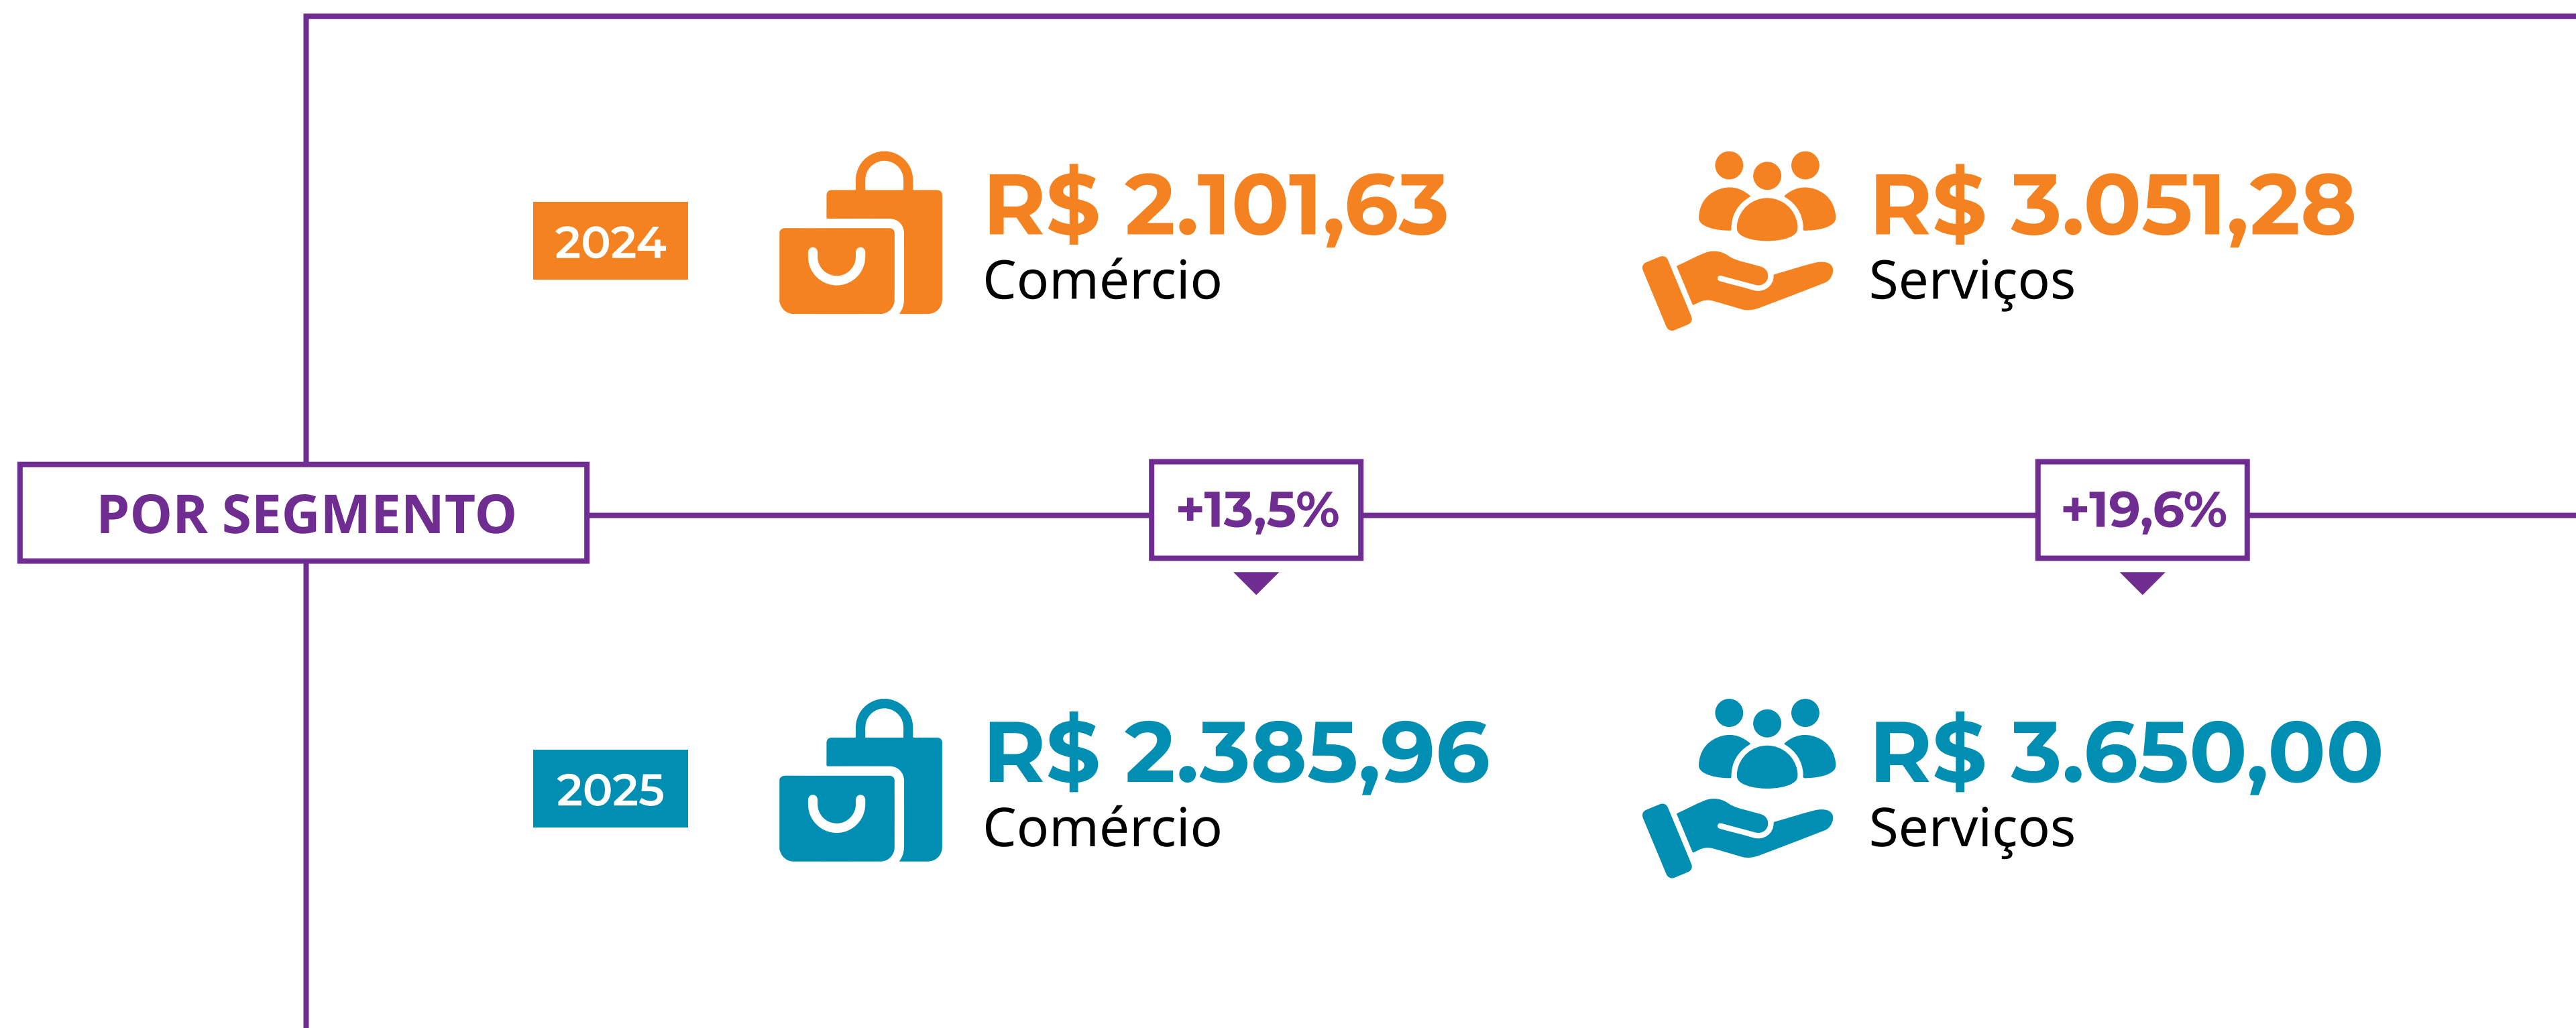 2024
R$ 2.101,63
Comércio
R$ 3.051,28
Serviços
POR SEGMENTO
+13,5%
+19,6%
2025
R$ 2.385,96
Comércio
R$ 3.650,00
Serviços